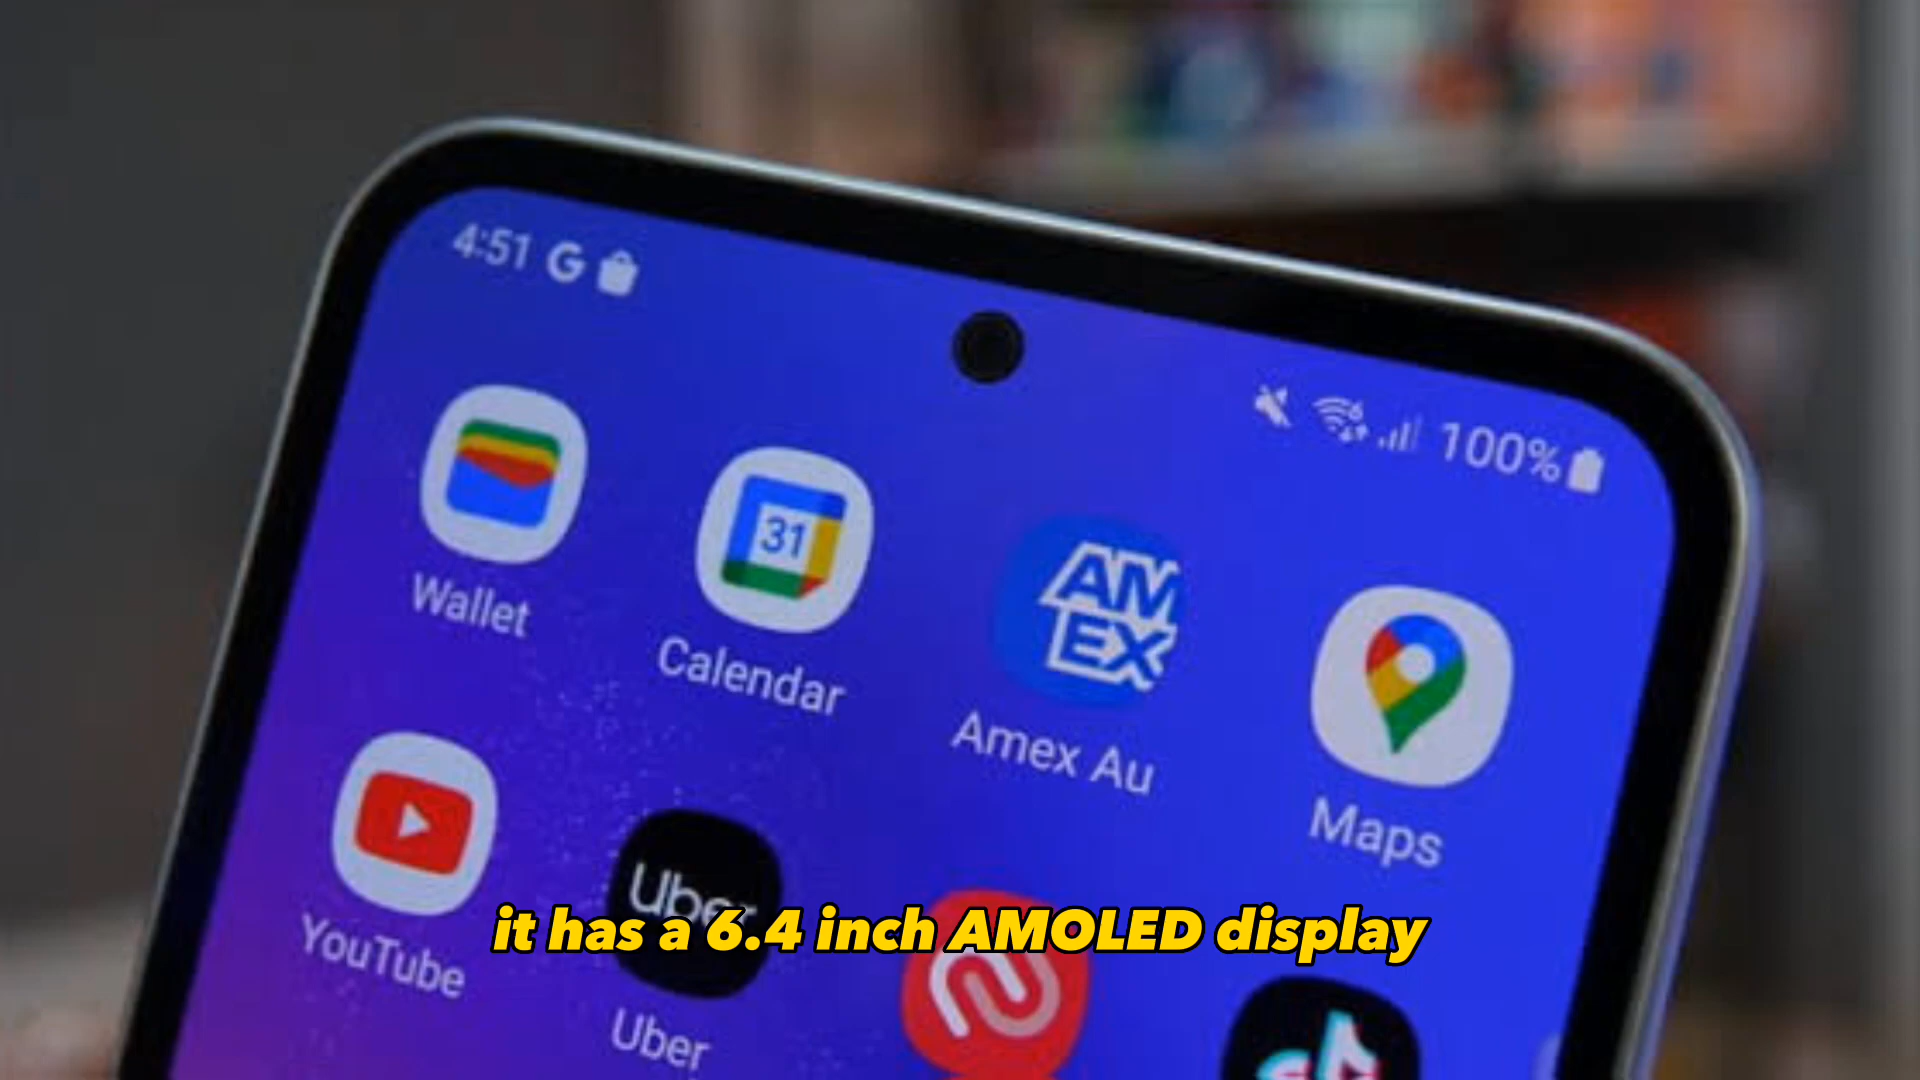 4:51 G
100%
31
AM
EX
Wallet
Calendar
Amex Au
Maps
Uber
YouTube
Uber
it has a 6.4 inch AMOLED display